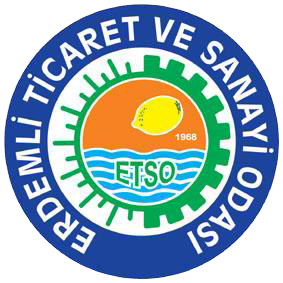 ERDEMLİ TİCARET VE SANAYİ ODASI
1968
ETSO